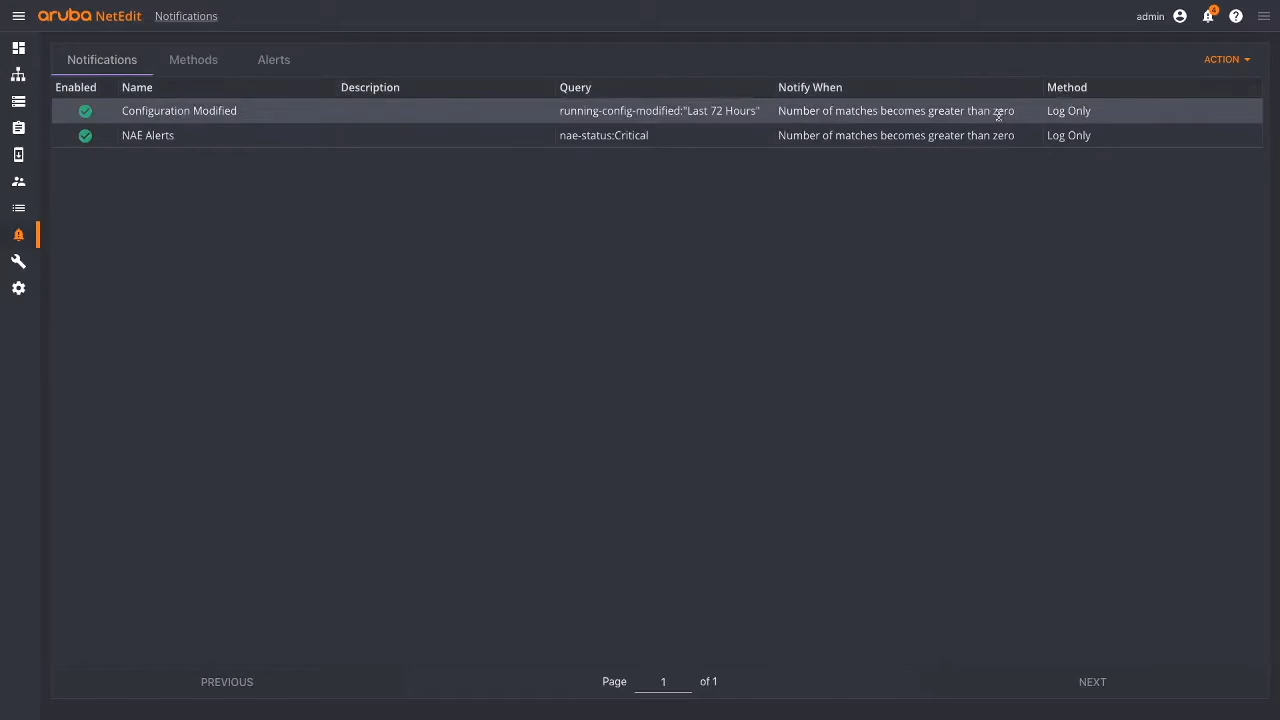 aruba NetEdit Notifications admin 4
Notifications Methods Alerts ACTION
Enabled Name Description Query Notify When Method
Configuration Modified running-config-modified:"Last 72 Hours" Number of matches becomes greater than zero Log Only
NAE Alerts nae-status:Critical Number of matches becomes greater than zero Log Only
PREVIOUS Page 1 of 1 NEXT